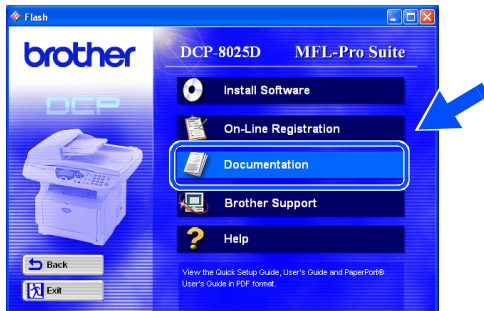 Flash
brother
DCP-8025D MFL-Pro Suite
DCP
Install Software
On-Line Registration
Documentation
Brother Support
Help
Back
Exit
View the Quick Setup Guide, User's Guide and PaperPort®
User's Guide in PDF format.